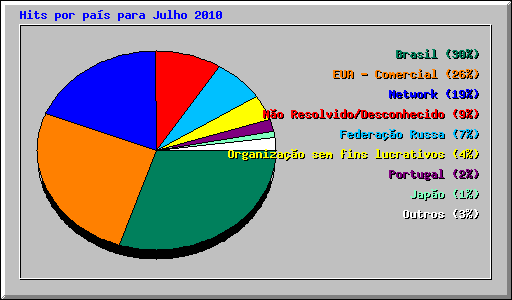 Hits por país para Julho 2010
Brasil (30%)
EUA - Comercial (26%)
Network (19%)
Não Resolvido/Desconhecido (9%)
Federação Russa (7%)
Organização sem fins lucrativos (4%)
Portugal (2%)
Japão (1%)
Outros (3%)